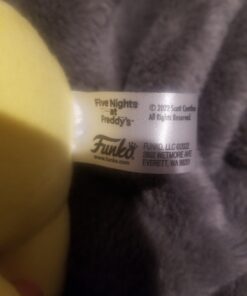 Five Nights
at
Freddy's
© 2022 Scott Cawthon
All Rights Reserved.
Funko
www.funko.com
FUNKO, LLC
2802 WETMORE AVE
EVERETT, WA 98201